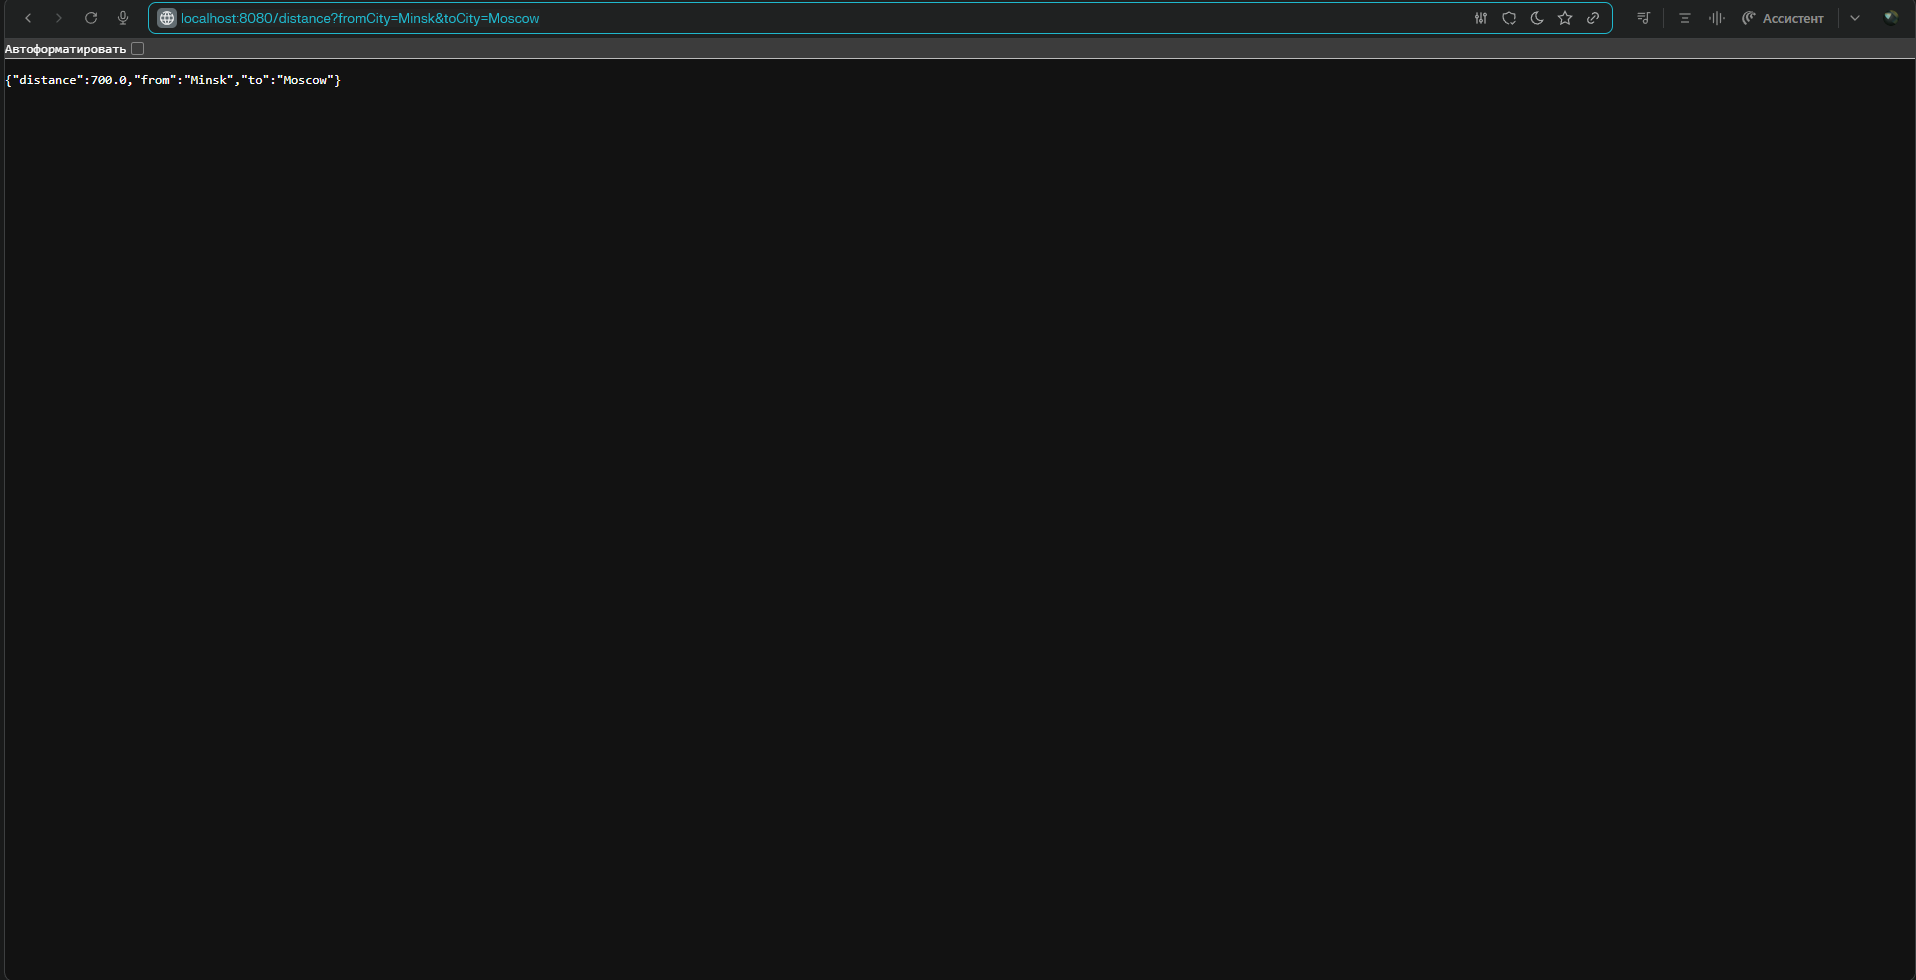 localhost:8080/distance?fromCity=Minsk&toCity=Moscow
Ассистент
Автоформатировать
{"distance":700.0,"from":"Minsk","to":"Moscow"}